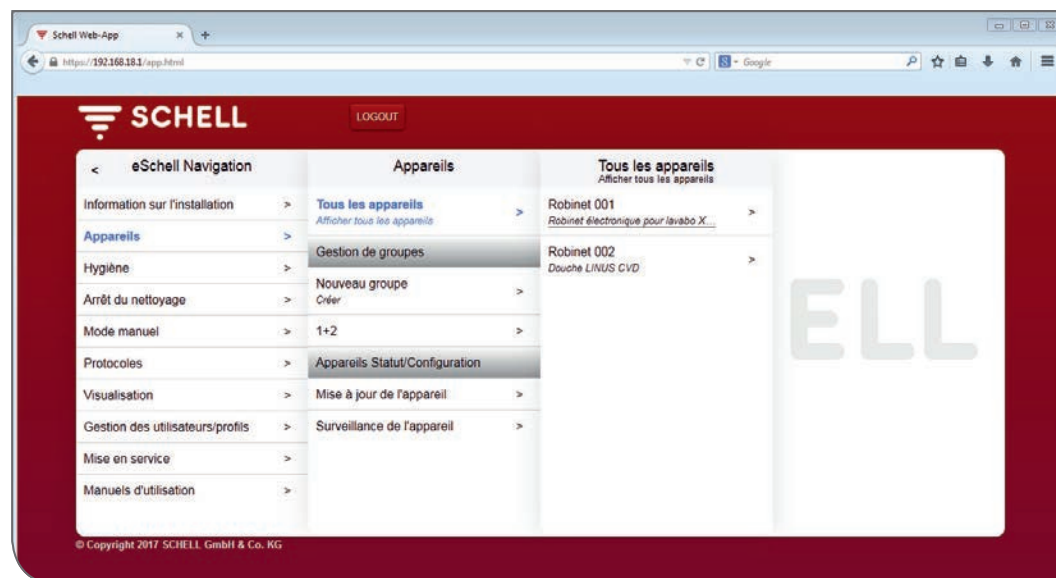 Schell Web-App
https://192.168.18.1/app.html
Google
SCHELL
LOGOUT
< eSchell Navigation
Information sur l'installation >
Appareils >
Hygiène >
Arrêt du nettoyage >
Mode manuel >
Protocoles >
Visualisation >
Gestion des utilisateurs/profils >
Mise en service >
Manuels d'utilisation >
Appareils
Tous les appareils >
Afficher tous les appareils
Gestion de groupes
Nouveau groupe >
Créer
1+2 >
Appareils Statut/Configuration
Mise à jour de l'appareil >
Surveillance de l'appareil >
Tous les appareils
Afficher tous les appareils
Robinet 001 >
Robinet électronique pour lavabo X...
Robinet 002 >
Douche LINUS CVD
ELL
© Copyright 2017 SCHELL GmbH & Co. KG